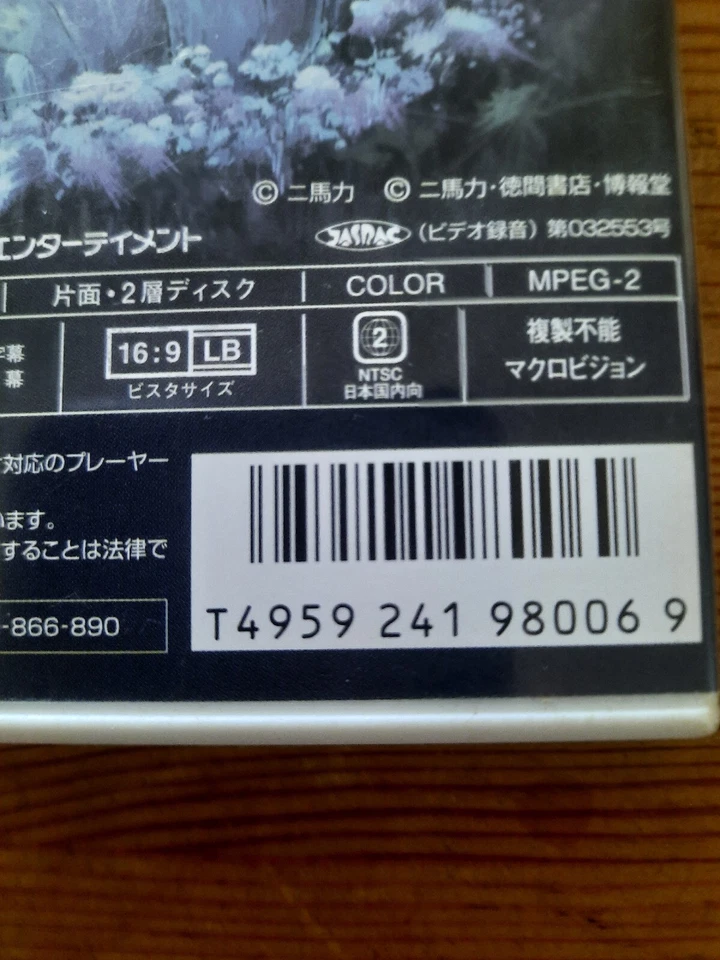 © 二馬力 © 二馬力・徳間書店・博報堂
エンターテイメント JASRAC (ビデオ録音) 第032553号
片面・2層ディスク COLOR MPEG-2
字幕 16:9 LB 2 複製不能
幕 ビスタサイズ NTSC マクロビジョン
日本国内向
対応のプレーヤー
います。
することは法律で
-866-890
T4959 241 98006 9